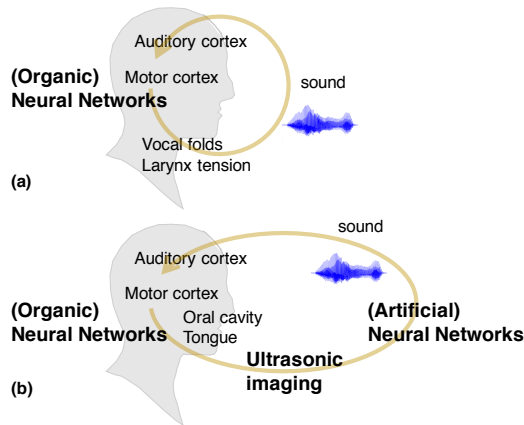 Auditory cortex
(Organic)
Motor cortex
Neural Networks
sound
Vocal folds
Larynx tension
(a)
sound
Auditory cortex
Motor cortex
(Organic)
Neural Networks
Oral cavity
Tongue
(Artificial)
Neural Networks
Ultrasonic
imaging
(b)